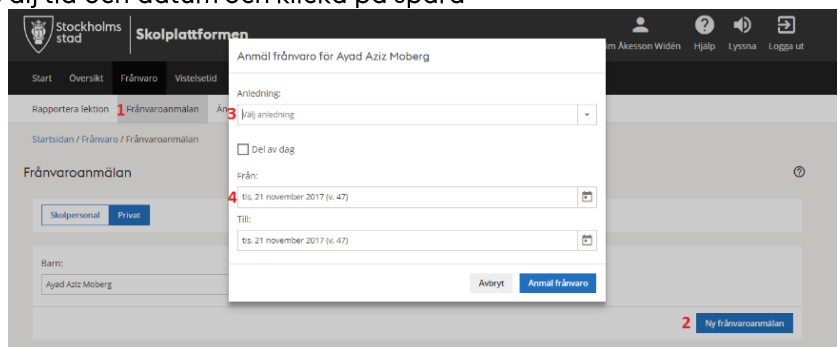 älj tid och datum och klicka på spara
Stockholms
stad
Skolplattformen
im Åkesson Widén
Hjälp
Lyssna
Logga ut
Start Översikt Frånvaro Vistelsetid
Rapportera lektion 1 Frånvaroanmälan Än
Startsidan / Frånvaro / Frånvaroanmälan
Frånvaroanmälan
Skolpersonal Privat
Barn:
Ayad Aziz Moberg
Anmäl frånvaro för Ayad Aziz Moberg
Anledning:
3 Välj anledning
Del av dag
Från:
4 tis, 21 november 2017 (v. 47)
Till:
tis, 21 november 2017 (v. 47)
Avbryt Anmäl frånvaro
2 Ny frånvaroanmälan